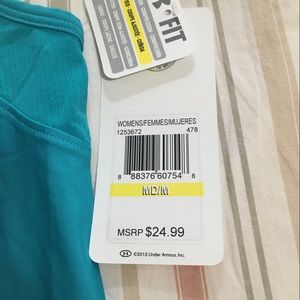 FIT
WOMENS/FEMMES/MUJERES
1253672 478
8 88376 60754 8
MD/M
MSRP $24.99
©2013 Under Armour, Inc.